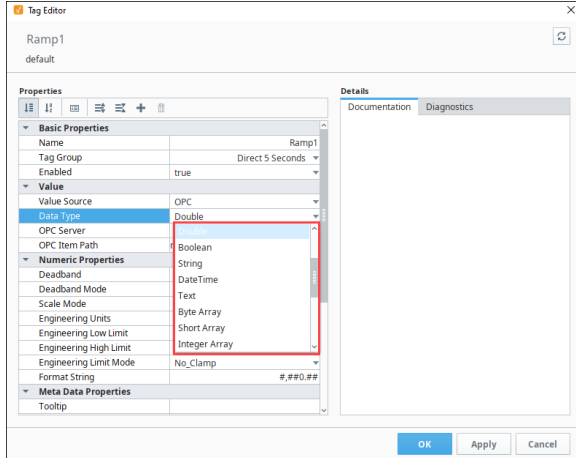 Tag Editor
Ramp1
default
Properties
Details
Documentation Diagnostics
Basic Properties
Name Ramp1
Tag Group Direct 5 Seconds
Enabled true
Value
Value Source OPC
Data Type Double
OPC Server Double
OPC Item Path Boolean
Numeric Properties String
Deadband DateTime
Deadband Mode Text
Scale Mode
Engineering Units Byte Array
Engineering Low Limit Short Array
Engineering High Limit Integer Array
Engineering Limit Mode No_Clamp
Format String #,##0.##
Meta Data Properties
Tooltip
OK Apply Cancel